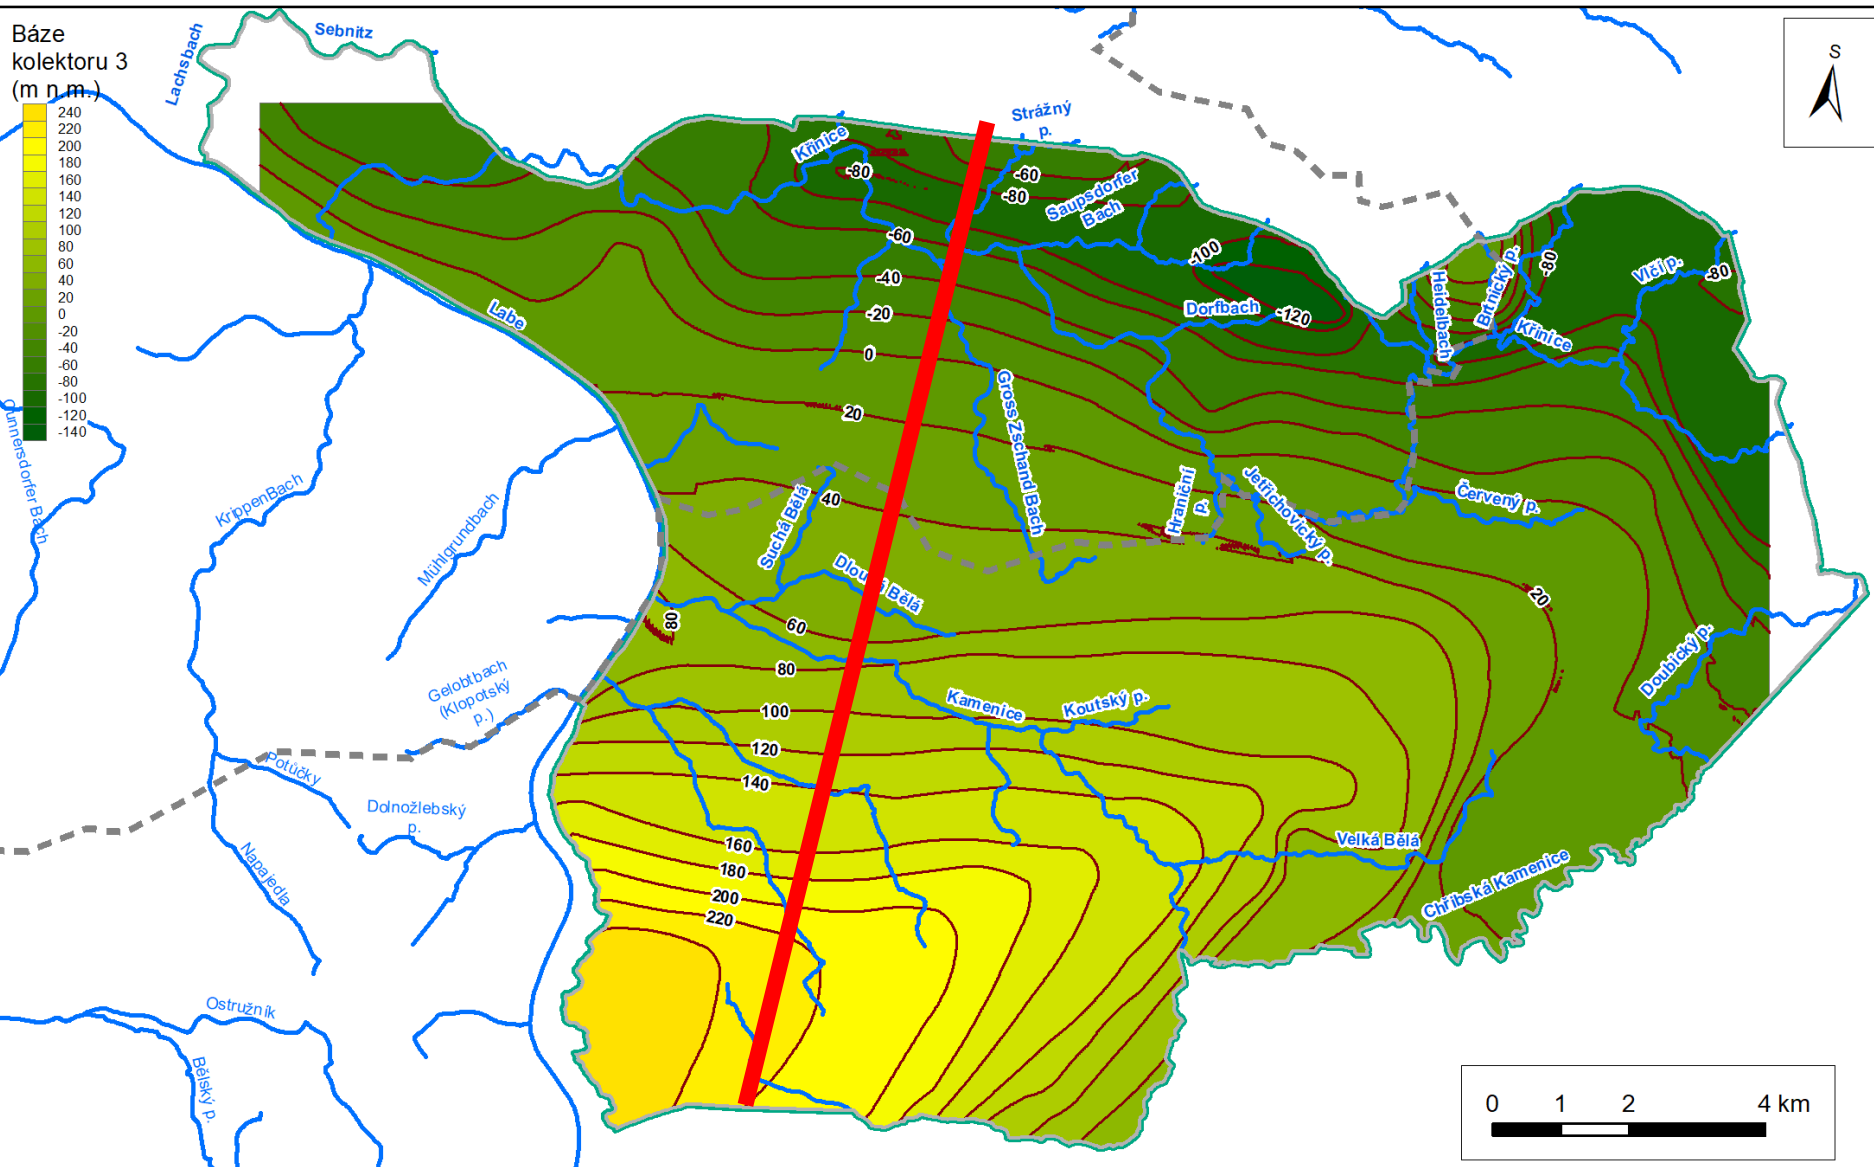 Báze
kolektoru 3
(m n.m.)
240
220
200
180
160
140
120
100
80
60
40
20
0
-20
-40
-60
-80
-100
-120
-140
Lachsbach
Sebnitz
S
Strážný
p.
Křinice
-80
-60
-80
Saupsdorfer
Bach
-60
-100
-40
-20
0
Dorfbach
-120
Heidelbach
Brtnický p.
-80
Křinice
Vlčí p.
-80
Labe
20
Gross Zschand Bach
Gunnersdorfer Bach
KrippenBach
Mühlgrundbach
Suchá Bělá
40
Hraniční
p.
Jetřichovický p.
Červený p.
Dlouhá Bělá
20
80
60
80
Doubický p.
Gelobtbach
(Klopotský
p.)
100
Kamenice
Koutský p.
120
140
Potůčky
Dolnožlebský
p.
160
Velká Bělá
180
Napajedla
200
220
Chřibská Kamenice
Ostružník
Bělský p.
0
1
2
4 km